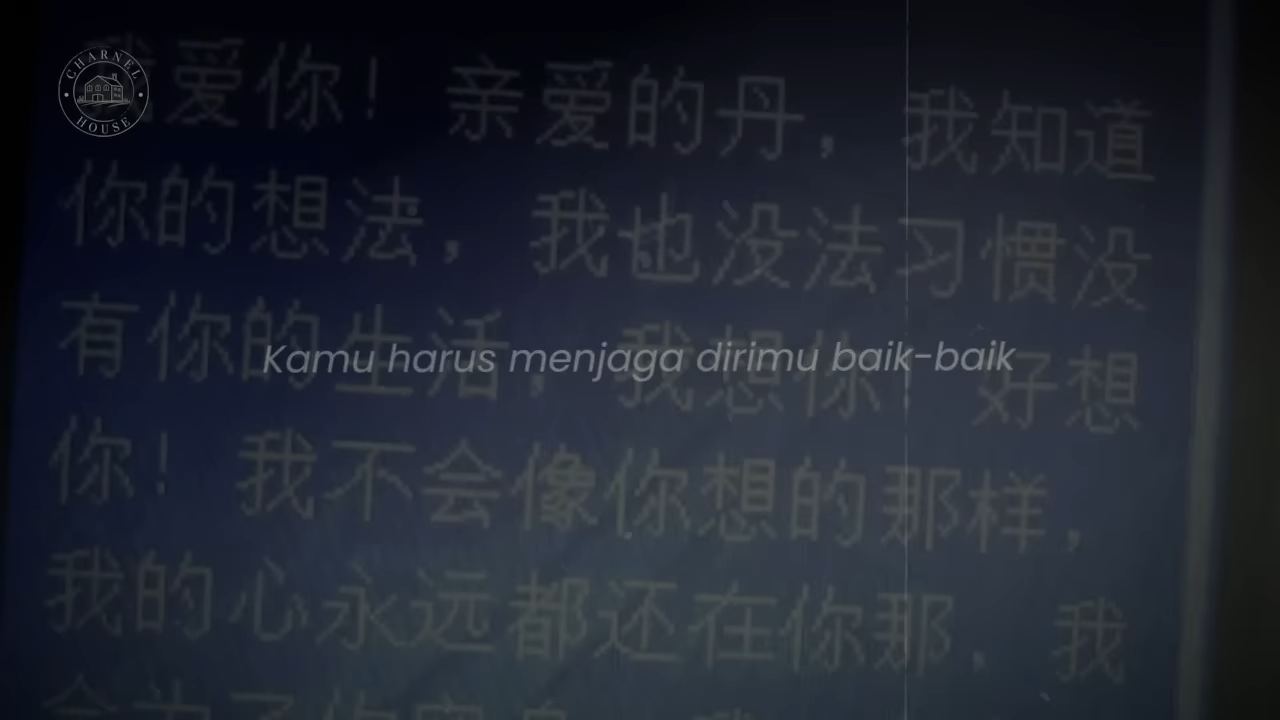 CHARNEL HOUSE
我爱你！亲爱的丹，我知道
你的想法，我也没法习惯没
有你的生活，我想你！好想
Kamu harus menjaga dirimu baik-baik
你！我不会像你想的那样，
我的心永远都还在你那，我